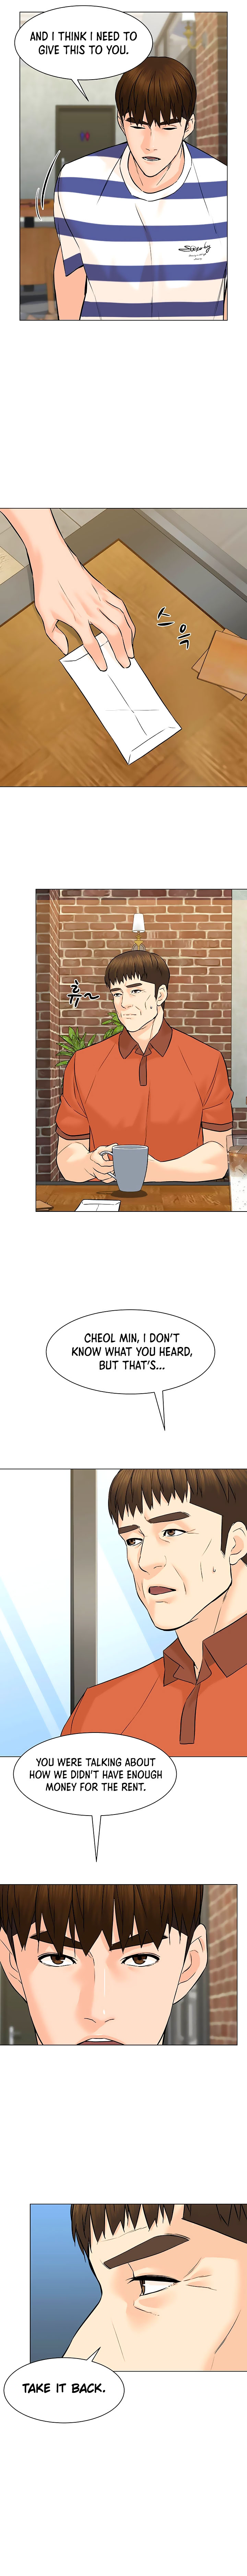 AND I THINK I NEED TO
GIVE THIS TO YOU.
스윽
휴~
CHEOL MIN, I DON'T
KNOW WHAT YOU HEARD,
BUT THAT'S...
YOU WERE TALKING ABOUT
HOW WE DIDN'T HAVE ENOUGH
MONEY FOR THE RENT.
TAKE IT BACK.